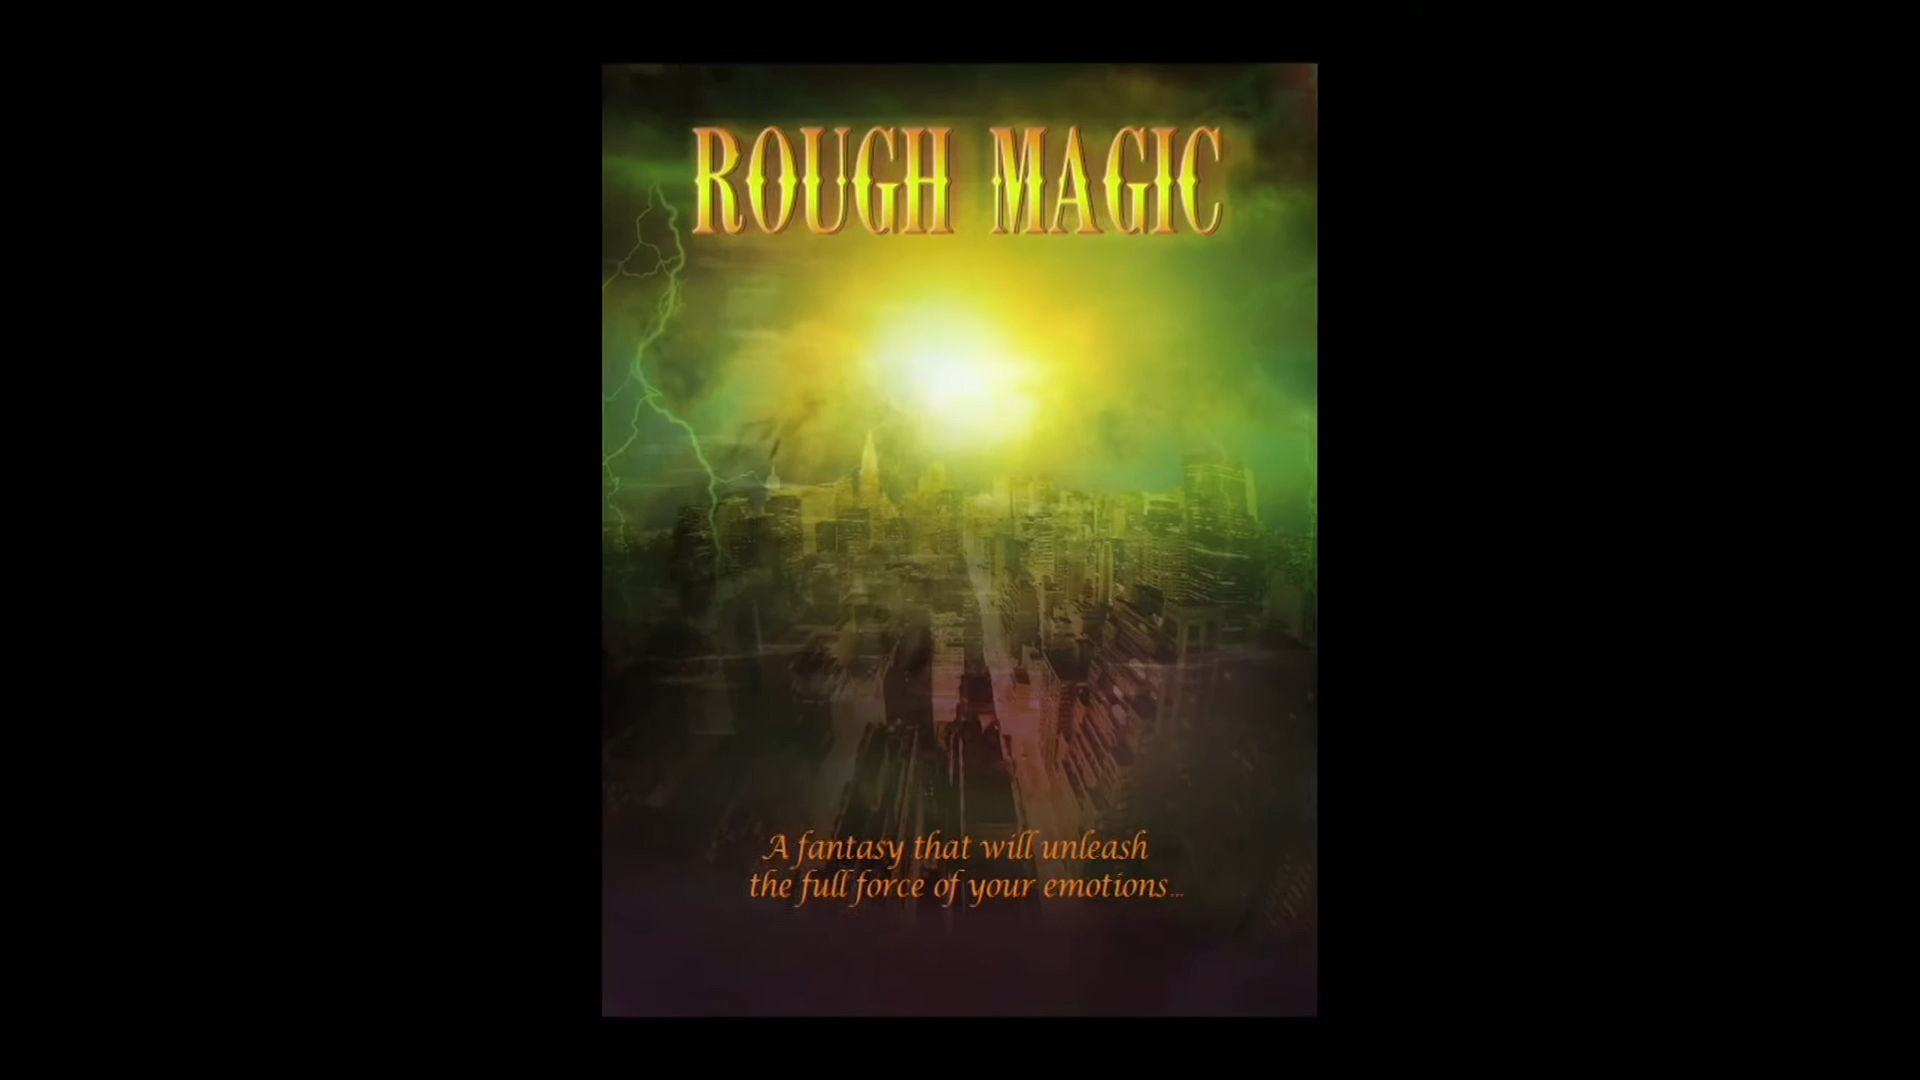 ROUGH MAGIC
A fantasy that will unleash
the full force of your emotions...